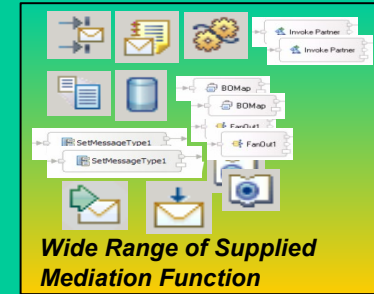 Invoke Partner
Invoke Partner
BOMap
BOMap
FanOut1
SetMessageType1
FanOut1
SetMessageType1
Wide Range of Supplied
Mediation Function